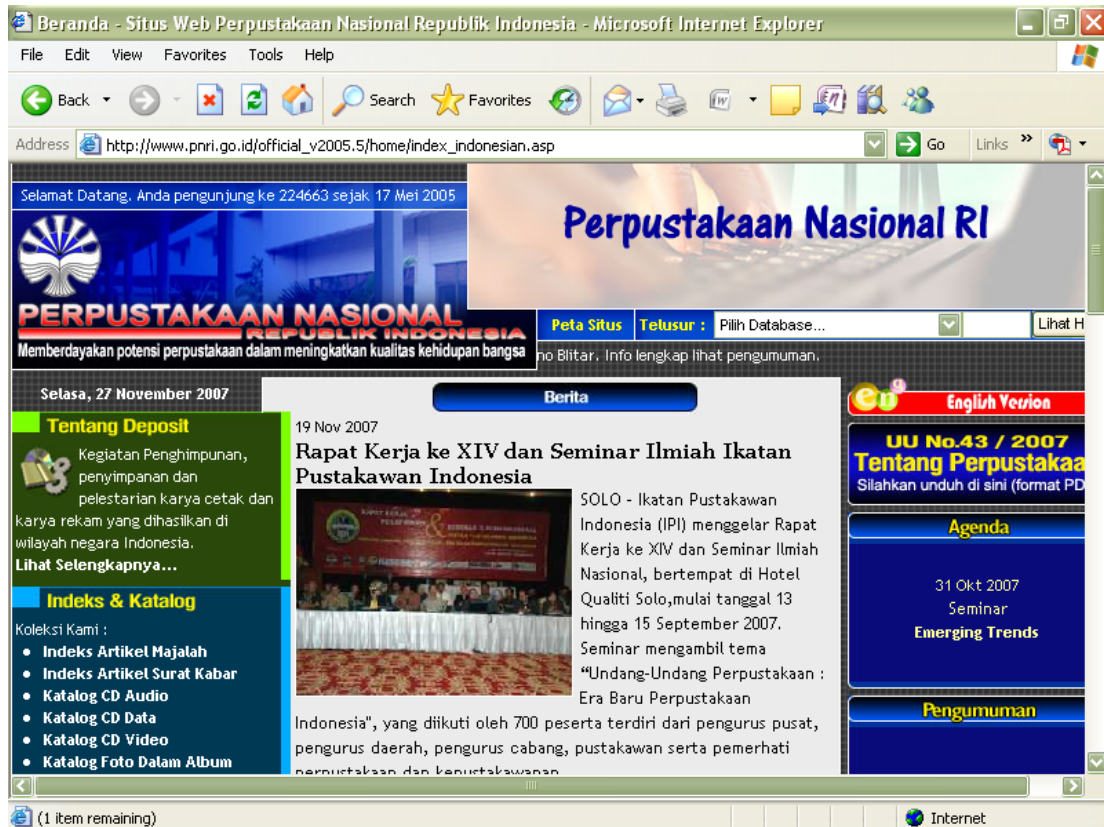 Beranda - Situs Web Perpustakaan Nasional Republik Indonesia - Microsoft Internet Explorer
File Edit View Favorites Tools Help
Back Search Favorites
Address http://www.pnri.go.id/official_v2005.5/home/index_indonesian.asp Go Links »
Selamat Datang, Anda pengunjung ke 224663 sejak 17 Mei 2005
Perpustakaan Nasional RI
PERPUSTAKAAN NASIONAL
REPUBLIK INDONESIA
Memberdayakan potensi perpustakaan dalam meningkatkan kualitas kehidupan bangsa
Peta Situs Telusur : Pilih Database... Lihat H
no Blitar. Info lengkap lihat pengumuman.
Selasa, 27 November 2007
Tentang Deposit
Kegiatan Penghimpunan,
penyimpanan dan
pelestarian karya cetak dan
karya rekam yang dihasilkan di
wilayah negara Indonesia.
Lihat Selengkapnya...
Indeks & Katalog
Koleksi Kami :
• Indeks Artikel Majalah
• Indeks Artikel Surat Kabar
• Katalog CD Audio
• Katalog CD Data
• Katalog CD Video
• Katalog Foto Dalam Album
Berita
19 Nov 2007
Rapat Kerja ke XIV dan Seminar Ilmiah Ikatan
Pustakawan Indonesia
SOLO - Ikatan Pustakawan
Indonesia (IPI) menggelar Rapat
Kerja ke XIV dan Seminar Ilmiah
Nasional, bertempat di Hotel
Qualiti Solo,mulai tanggal 13
hingga 15 September 2007.
Seminar mengambil tema
“Undang-Undang Perpustakaan :
Era Baru Perpustakaan
Indonesia", yang diikuti oleh 700 peserta terdiri dari pengurus pusat,
pengurus daerah, pengurus cabang, pustakawan serta pemerhati
perpustakaan dan kepustakawanan
eng English Version
UU No.43 / 2007
Tentang Perpustakaa
Silahkan unduh di sini (format PD
Agenda
31 Okt 2007
Seminar
Emerging Trends
Pengumuman
(1 item remaining) Internet